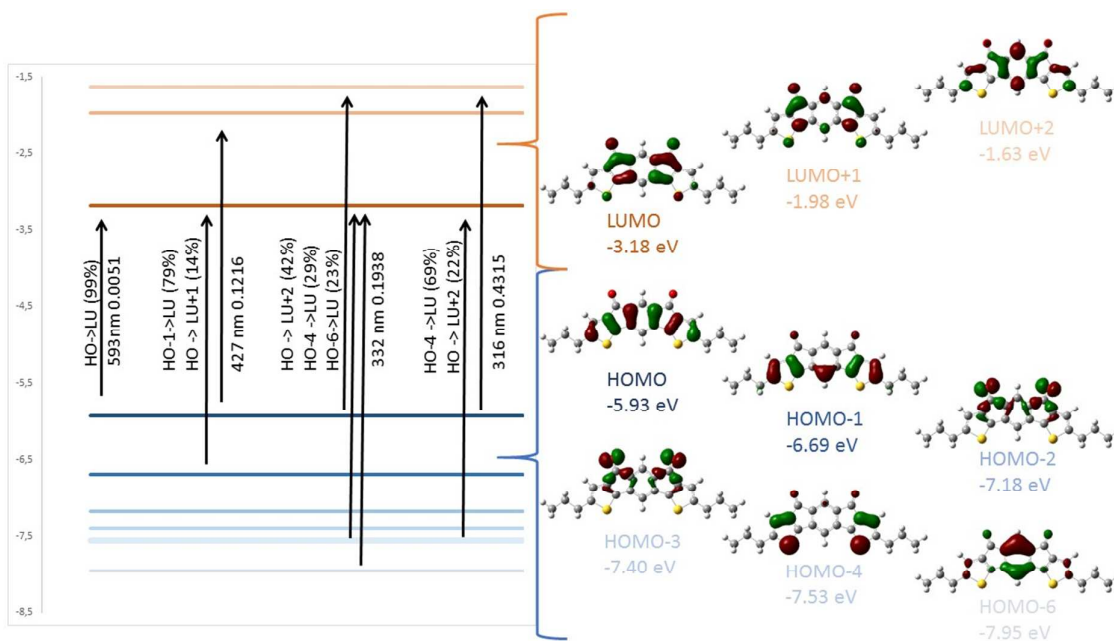 -1,5
-2,5
-3,5
-4,5
-5,5
-6,5
-7,5
-8,5
HO->LU (99%)
593nm 0.0051
HO-1->LU (79%)
HO -> LU+1 (14%)
427 nm 0.1216
HO -> LU+2 (42%)
HO-4 ->LU (29%)
HO-6->LU (23%)
332 nm 0.1938
HO-4 ->LU (69%)
HO -> LU+2 (22%)
316 nm 0.4315
LUMO
-3.18 eV
LUMO+1
-1.98 eV
LUMO+2
-1.63 eV
HOMO
-5.93 eV
HOMO-1
-6.69 eV
HOMO-2
-7.18 eV
HOMO-3
-7.40 eV
HOMO-4
-7.53 eV
HOMO-6
-7.95 eV